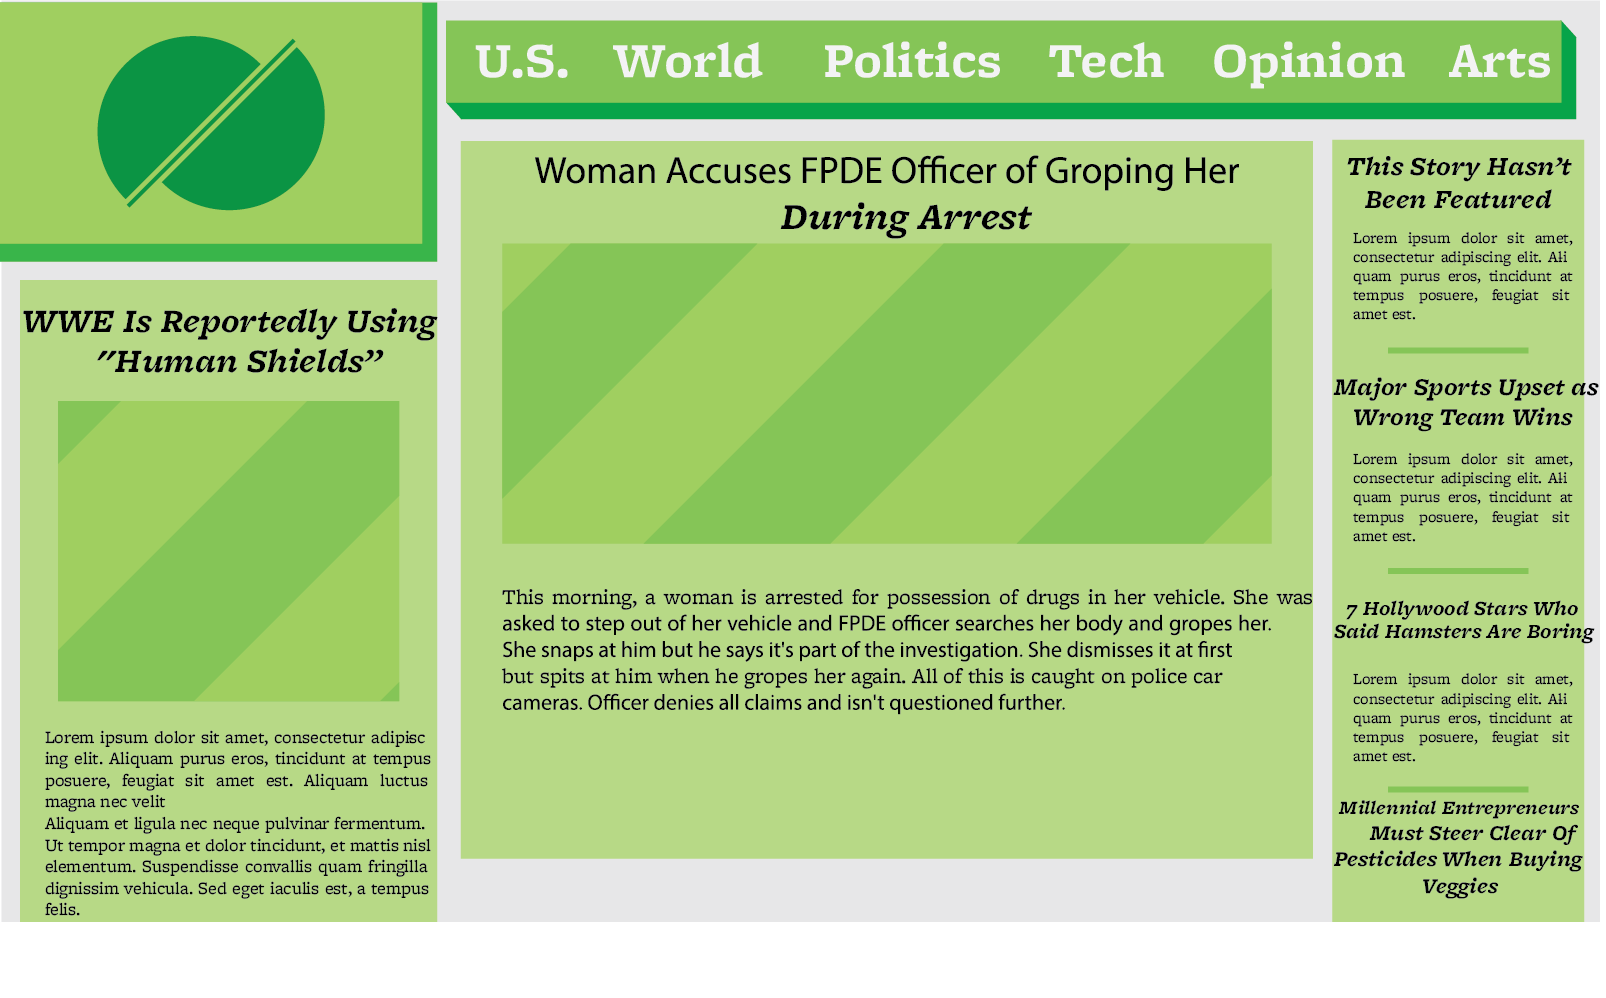 U.S. World Politics Tech Opinion Arts
WWE Is Reportedly Using
"Human Shields”
Lorem ipsum dolor sit amet, consectetur adipisc
ing elit. Aliquam purus eros, tincidunt at tempus
posuere, feugiat sit amet est. Aliquam luctus
magna nec velit
Aliquam et ligula nec neque pulvinar fermentum.
Ut tempor magna et dolor tincidunt, et mattis nisl
elementum. Suspendisse convallis quam fringilla
dignissim vehicula. Sed eget iaculis est, a tempus
felis.
Woman Accuses FPDE Officer of Groping Her
During Arrest
This morning, a woman is arrested for possession of drugs in her vehicle. She was
asked to step out of her vehicle and FPDE officer searches her body and gropes her.
She snaps at him but he says it's part of the investigation. She dismisses it at first
but spits at him when he gropes her again. All of this is caught on police car
cameras. Officer denies all claims and isn't questioned further.
This Story Hasn’t
Been Featured
Lorem ipsum dolor sit amet,
consectetur adipiscing elit. Ali
quam purus eros, tincidunt at
tempus posuere, feugiat sit
amet est.
Major Sports Upset as
Wrong Team Wins
Lorem ipsum dolor sit amet,
consectetur adipiscing elit. Ali
quam purus eros, tincidunt at
tempus posuere, feugiat sit
amet est.
7 Hollywood Stars Who
Said Hamsters Are Boring
Lorem ipsum dolor sit amet,
consectetur adipiscing elit. Ali
quam purus eros, tincidunt at
tempus posuere, feugiat sit
amet est.
Millennial Entrepreneurs
Must Steer Clear Of
Pesticides When Buying
Veggies